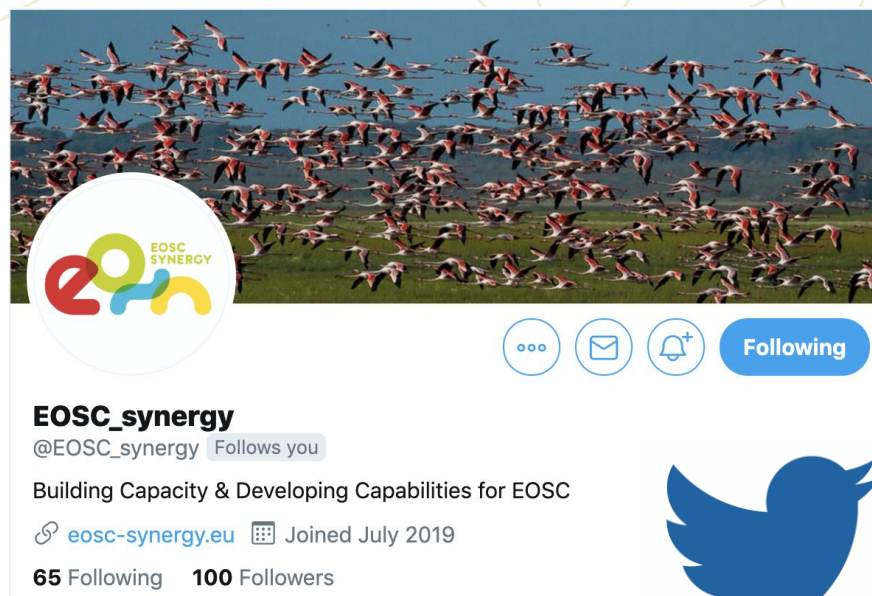 EOSC
SYNERGY
Following
EOSC_synergy
@EOSC_synergy Follows you
Building Capacity & Developing Capabilities for EOSC
eosc-synergy.eu Joined July 2019
65 Following 100 Followers